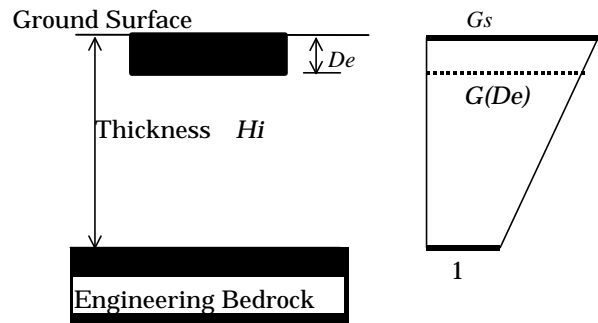 Ground Surface
Gs
De
G(De)
Thickness Hi
1
Engineering Bedrock